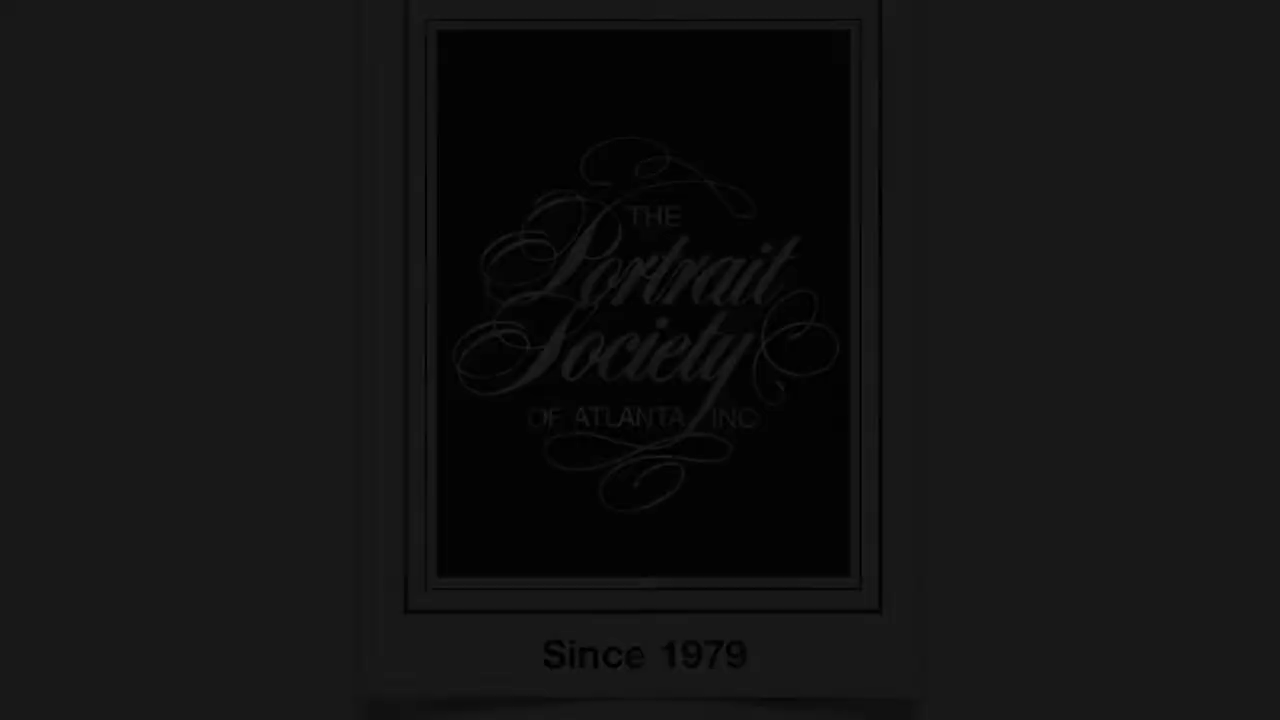 THE
Portrait
Society
OF ATLANTA, INC.
Since 1979